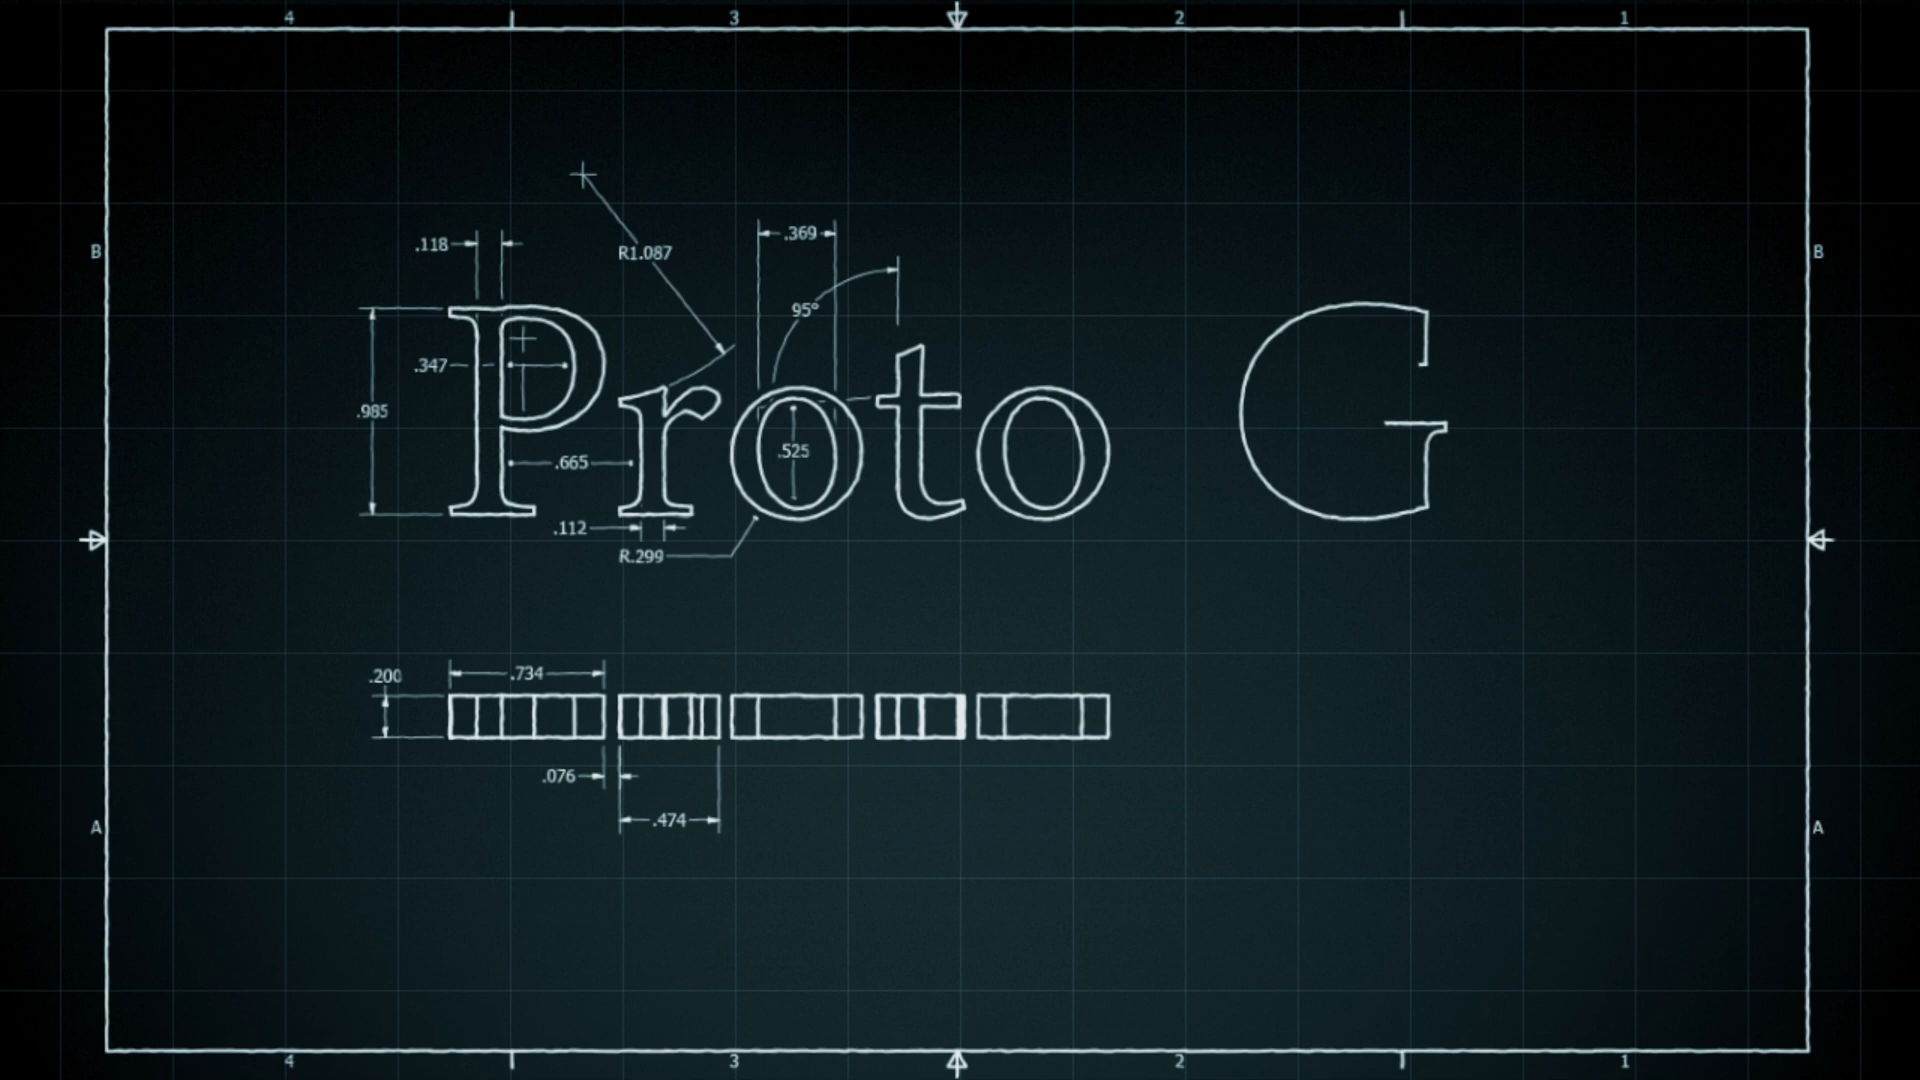 4 3 2 1
.369
.118
R1.087
B B
95°
.347
Proto G
.985
.525
.665
.112
R.299
.200
.734
.076
.474
A A
4 3 2 1